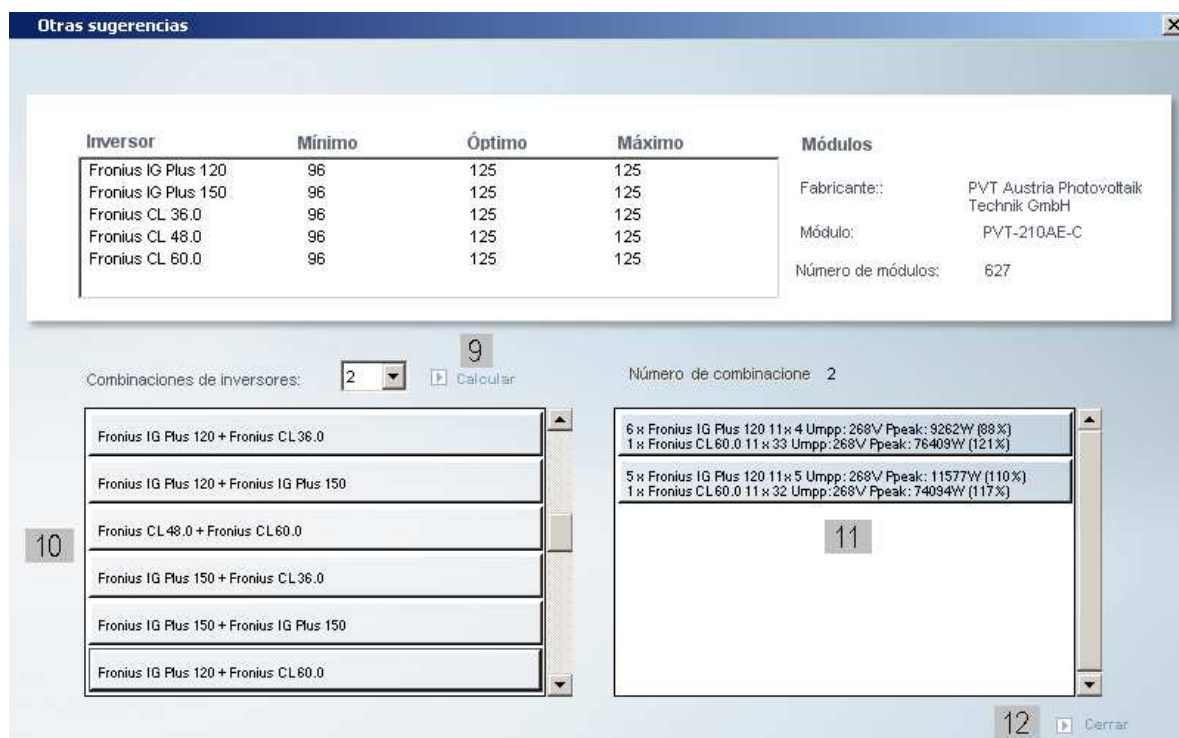 Otras sugerencias
Inversor Mínimo Óptimo Máximo
Fronius IG Plus 120 96 125 125
Fronius IG Plus 150 96 125 125
Fronius CL 36.0 96 125 125
Fronius CL 48.0 96 125 125
Fronius CL 60.0 96 125 125
Módulos
Fabricante:: PVT Austria Photovoltaik
Technik GmbH
Módulo: PVT-210AE-C
Número de módulos: 627
9
Combinaciones de inversores: 2 Calcular
Número de combinacione 2
10
Fronius IG Plus 120 + Fronius CL36.0
Fronius IG Plus 120 + Fronius IG Plus 150
Fronius CL48.0 + Fronius CL60.0
Fronius IG Plus 150 + Fronius CL36.0
Fronius IG Plus 150 + Fronius IG Plus 150
Fronius IG Plus 120 + Fronius CL60.0
6 x Fronius IG Plus 120 11x 4 Umpp: 268V Ppeak: 9262W (88%)
1 x Fronius CL60.0 11 x 33 Umpp:268V Ppeak: 76409W (121%)
5 x Fronius IG Plus 120 11x 5 Umpp: 268V Ppeak: 11577W (110%)
1 x Fronius CL60.0 11 x 32 Umpp:268V Ppeak: 74094W (117%)
11
12 Cerrar